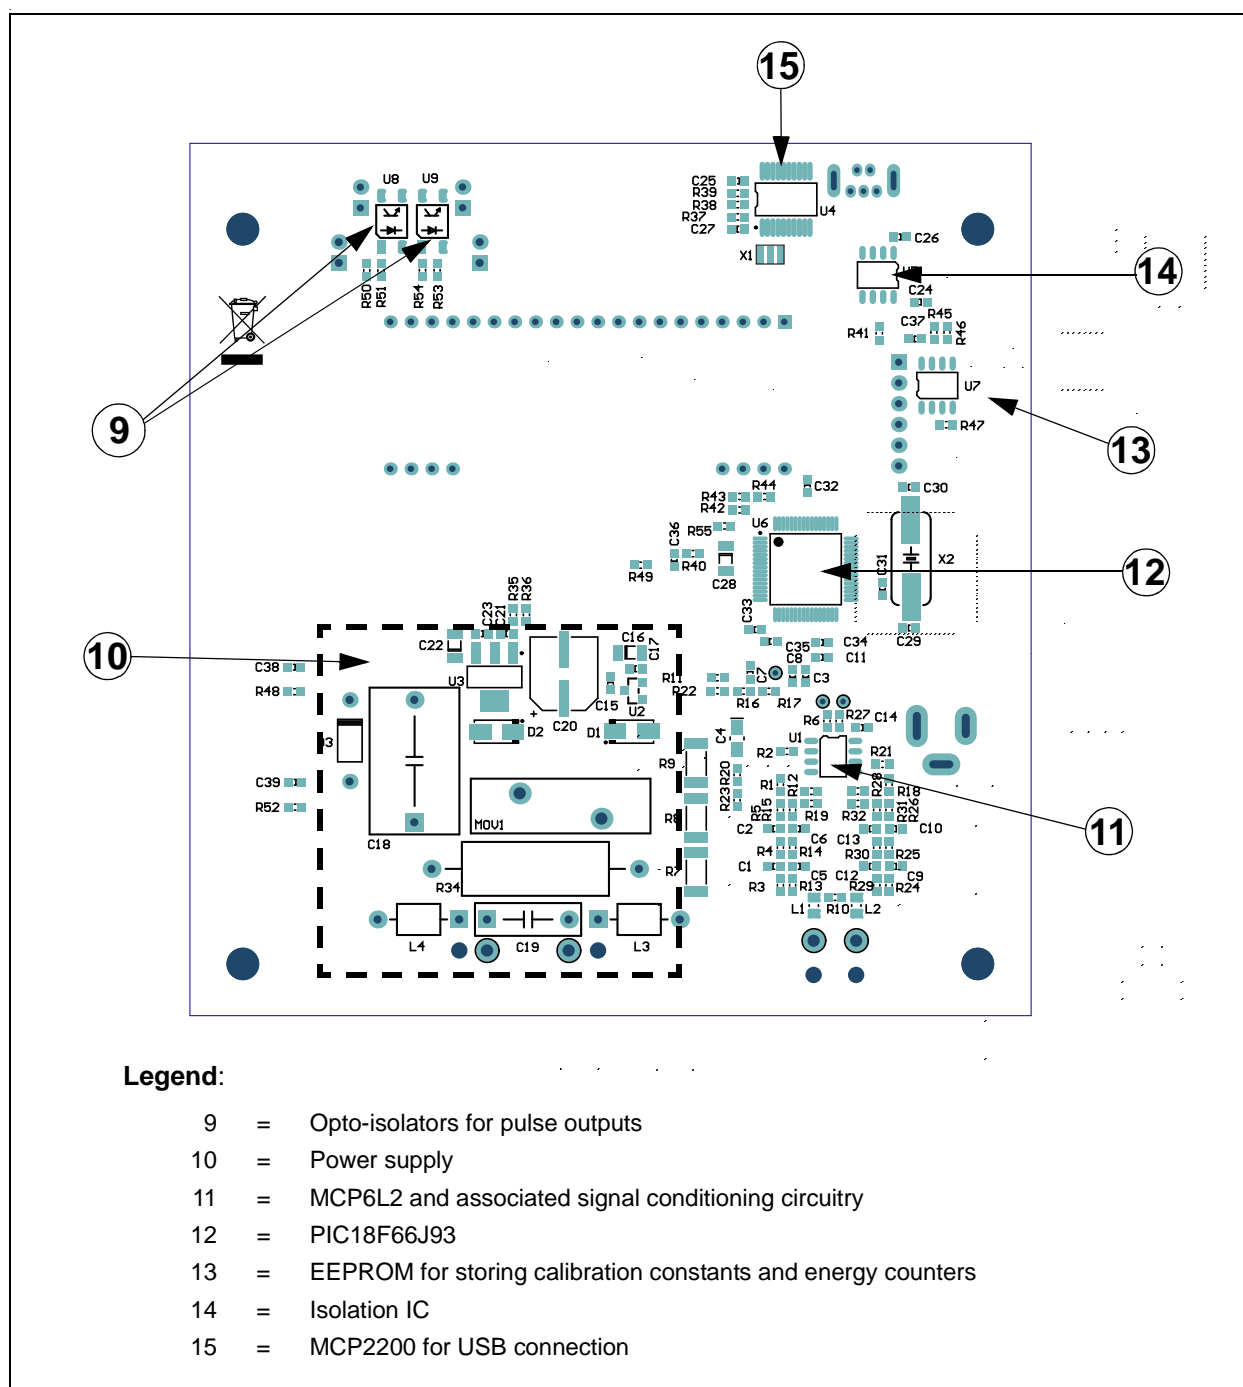 15
U8 U9
C25
R39
R38
R37
C27
U4
X1
C26
14
C24
R50
R51
R54
R53
R45
R46
C37
R41
U7
9
R47
13
C30
C32
R44
R43
R42
U6
R55
C36
R40
R49
C28
C31
X2
12
R35
R36
C33
C23
C21
C35
C34
C29
C22
C16
C17
C11
10
C38
R48
U3
R11
R22
C7
C8
C3
C15
U2
R16
R17
C20
D2
D1
C4
R6
R27
C14
U1
3
R2
R21
R9
R20
C39
R23
R1
R12
R28
R18
R52
R5
R15
R19
R32
R31
R26
MOV1
R8
C2
C6
C13
C10
11
C18
R4
R14
R30
R25
C1
C5
C12
C9
R34
R7
R3
R13
R29
R24
L1
R10
L2
L4
C19
L3
Legend:
9 = Opto-isolators for pulse outputs
10 = Power supply
11 = MCP6L2 and associated signal conditioning circuitry
12 = PIC18F66J93
13 = EEPROM for storing calibration constants and energy counters
14 = Isolation IC
15 = MCP2200 for USB connection